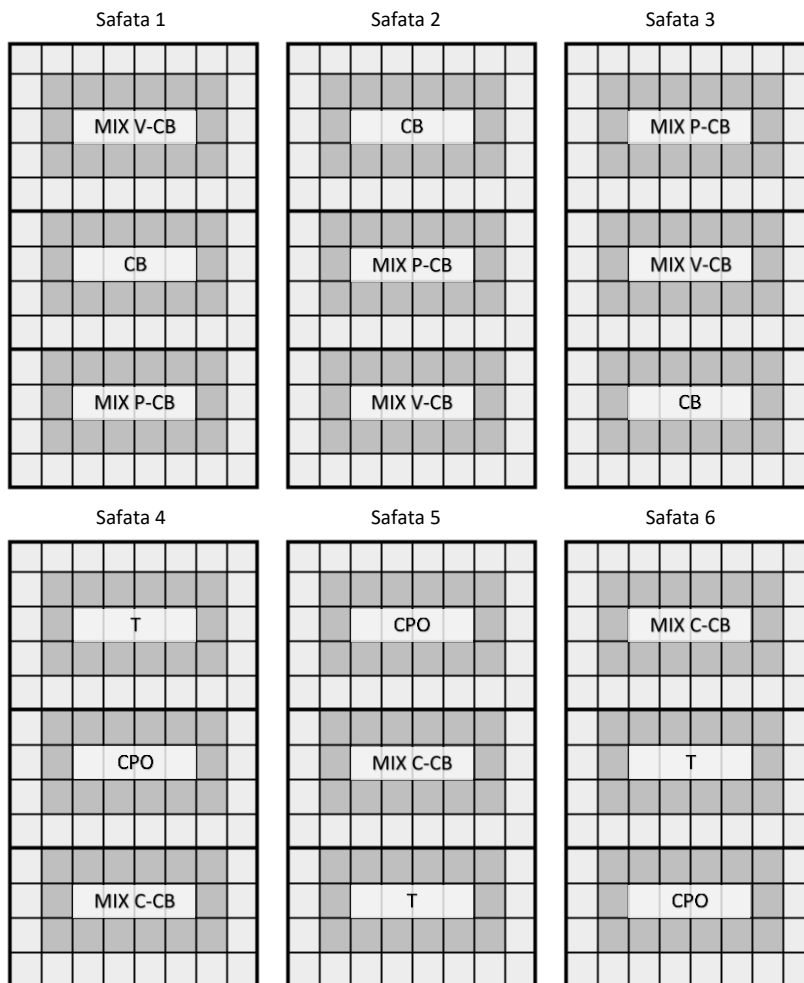 Safata 1 Safata 2 Safata 3
MIX V-CB CB MIX P-CB
CB MIX P-CB MIX V-CB
MIX P-CB MIX V-CB CB
Safata 4 Safata 5 Safata 6
T CPO MIX C-CB
CPO MIX C-CB T
MIX C-CB T CPO